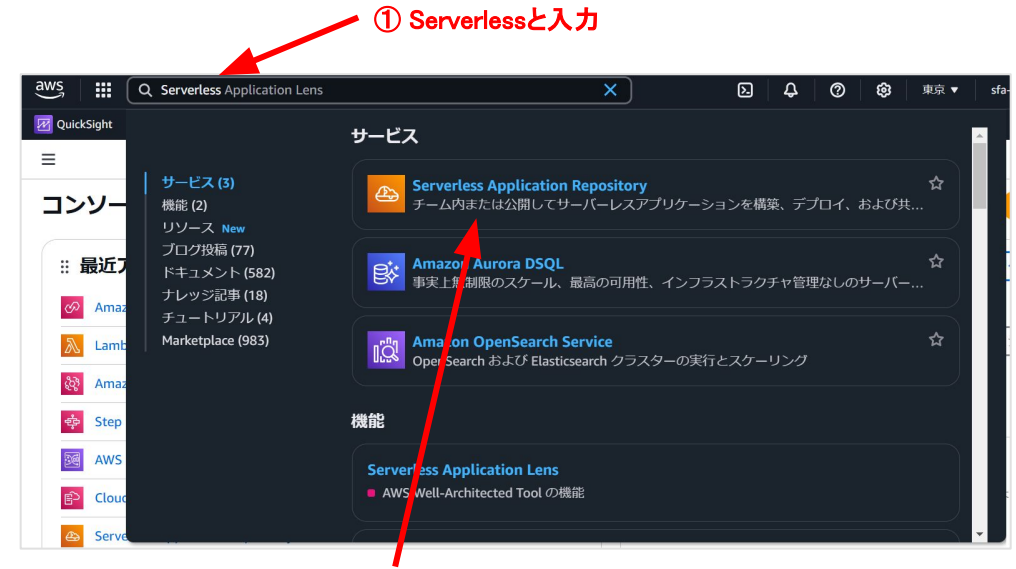 ① Serverlessと入力
aws
Serverless Application Lens
東京 ▼
sfa-
QuickSight
コンソー
最近ア
Amaz
Lamb
Amaz
Step
AWS
Cloud
Serve
サービス (3)
機能 (2)
リソース New
ブログ投稿 (77)
ドキュメント (582)
ナレッジ記事 (18)
チュートリアル (4)
Marketplace (983)
サービス
Serverless Application Repository
チーム内または公開してサーバーレスアプリケーションを構築、デプロイ、および共...
Amazon Aurora DSQL
事実上無制限のスケール、最高の可用性、インフラストラクチャ管理なしのサーバー...
Amazon OpenSearch Service
OpenSearch および Elasticsearch クラスターの実行とスケーリング
機能
Serverless Application Lens
AWS Well-Architected Tool の機能